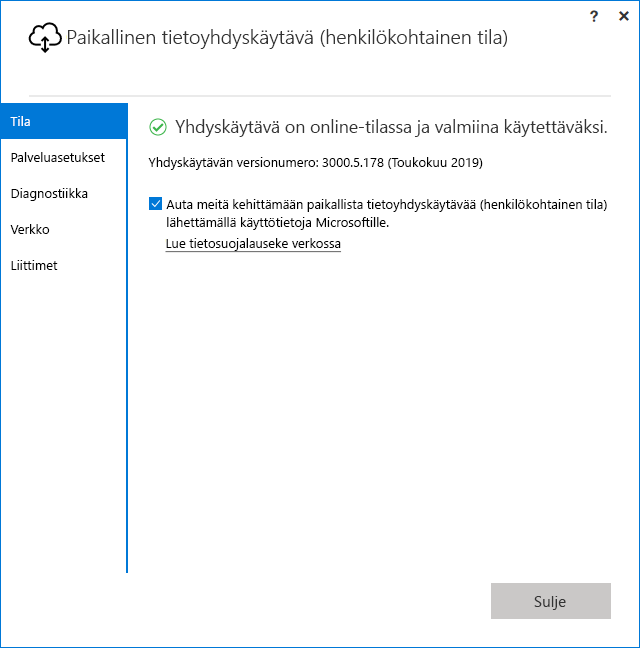 ? ×
Paikallinen tietoyhdyskäytävä (henkilökohtainen tila)
Tila
Palveluasetukset
Diagnostiikka
Verkko
Liittimet
Yhdyskäytävä on online-tilassa ja valmiina käytettäväksi.
Yhdyskäytävän versionumero: 3000.5.178 (Toukokuu 2019)
Auta meitä kehittämään paikallista tietoyhdyskäytävää (henkilökohtainen tila)
lähettämällä käyttötietoja Microsoftille.
Lue tietosuojalauseke verkossa
Sulje